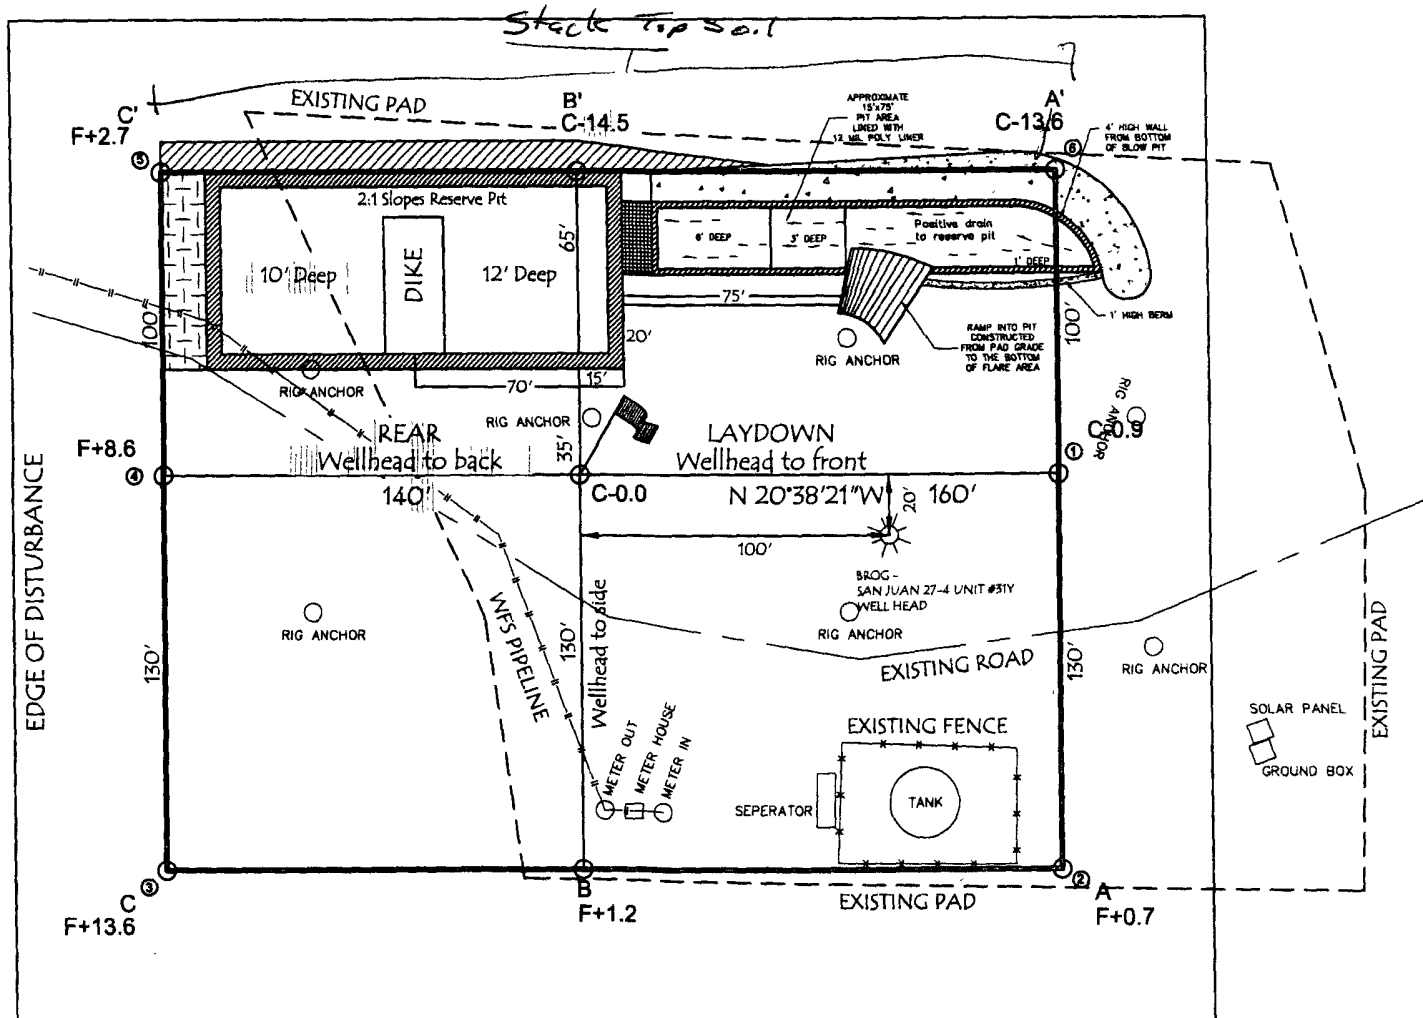 Stack Top Soil
EXISTING PAD
C'
F+2.7
B'
C-14.5
APPROXIMATE
15'x75'
PIT AREA
LINED WITH
12 MIL POLY LINER
A'
C-13.6
4' HIGH WALL
FROM BOTTOM
OF BLOW PIT
5
6
2:1 Slopes Reserve Pit
65'
6' DEEP
3' DEEP
Positive drain
to reserve pit
1' DEEP
10' Deep
DIKE
12' Deep
75'
1' HIGH BERM
100'
20'
100'
RIG ANCHOR
RAMP INTO PIT
CONSTRUCTED
FROM PAD GRADE
TO THE BOTTOM
OF FLARE AREA
RIG ANCHOR
70'
15'
RIG ANCHOR
RIG ANCHOR
C-0.9
F+8.6
REAR
Wellhead to back
35'
LAYDOWN
Wellhead to front
1
4
140'
C-0.0
N 20°38'21"W
160'
20'
100'
EDGE OF DISTURBANCE
BROG -
SAN JUAN 27-4 UNIT #31Y
WELL HEAD
RIG ANCHOR
RIG ANCHOR
WFS PIPELINE
130'
Wellhead to side
130'
EXISTING ROAD
130'
RIG ANCHOR
EXISTING PAD
METER OUT
METER HOUSE
METER IN
EXISTING FENCE
SOLAR PANEL
GROUND BOX
SEPERATOR
TANK
3
2
C
F+13.6
B
F+1.2
EXISTING PAD
A
F+0.7